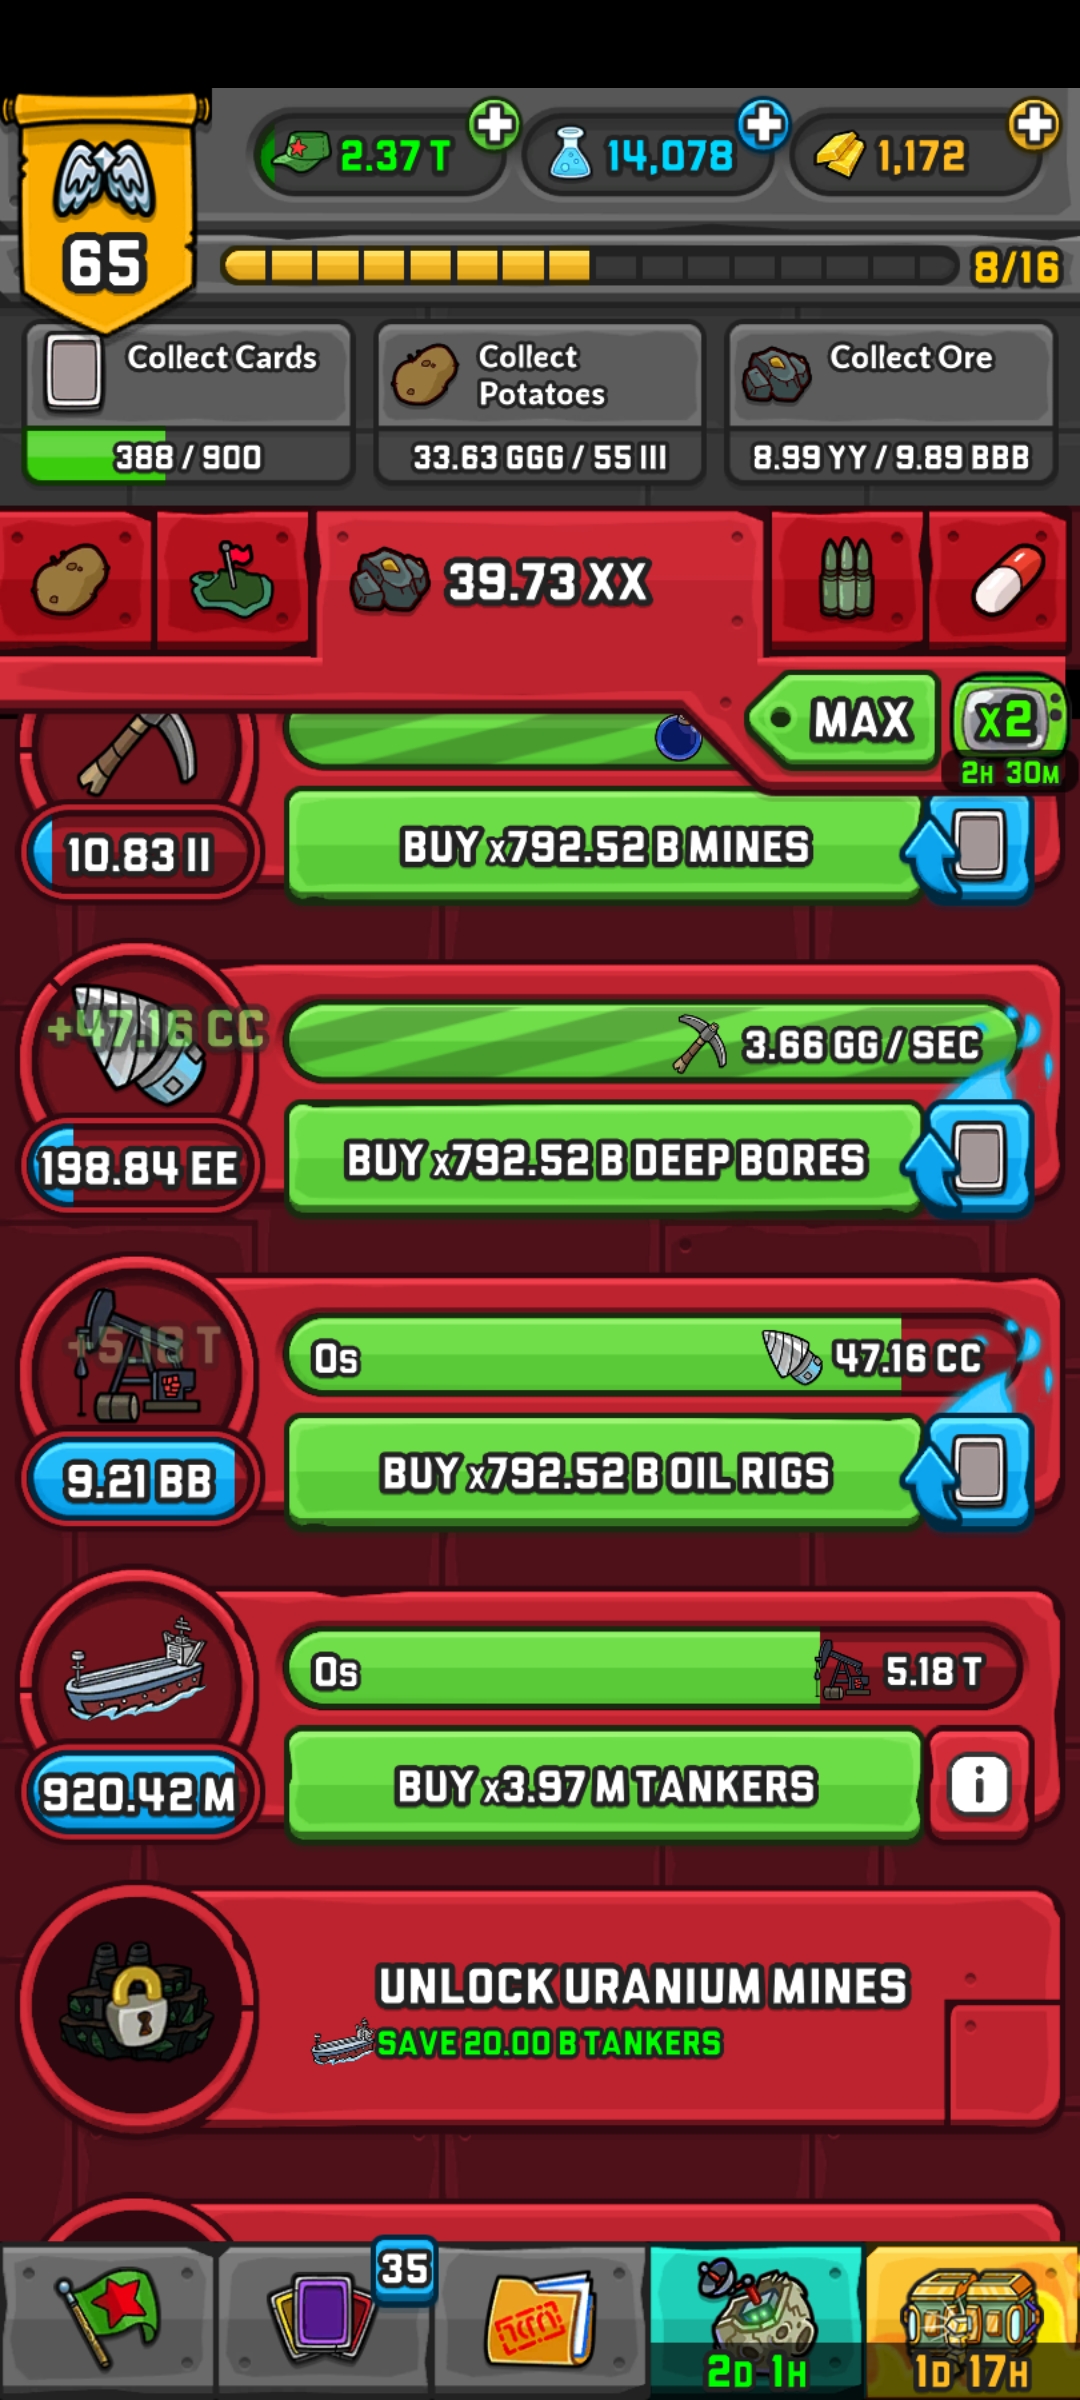 2.37 T
14,078
1,172
65
8/16
Collect Cards
388 / 900
Collect
Potatoes
33.63 GGG / 55 III
Collect Ore
8.99 YY / 9.89 BBB
39.73 XX
MAX
x2
2H 30M
10.83 II
BUY x792.52 B MINES
+47.16 CC
3.66 GG / SEC
198.84 EE
BUY x792.52 B DEEP BORES
+5.18 T
0s
47.16 CC
9.21 BB
BUY x792.52 B OIL RIGS
0s
5.18 T
920.42 M
BUY x3.97 M TANKERS
i
UNLOCK URANIUM MINES
SAVE 20.00 B TANKERS
35
2D 1H
1D 17H